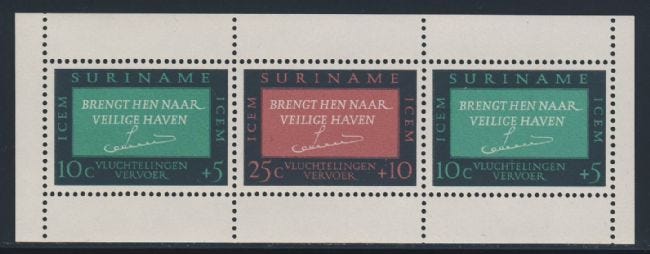 SURINAME
ICEM
BRENGT HEN NAAR
VEILIGE HAVEN
ICEM
VLUCHTELINGEN
10C VERVOER +5
SURINAME
ICEM
BRENGT HEN NAAR
VEILIGE HAVEN
ICEM
VLUCHTELINGEN
25C VERVOER +10
SURINAME
ICEM
BRENGT HEN NAAR
VEILIGE HAVEN
ICEM
VLUCHTELINGEN
10C VERVOER +5